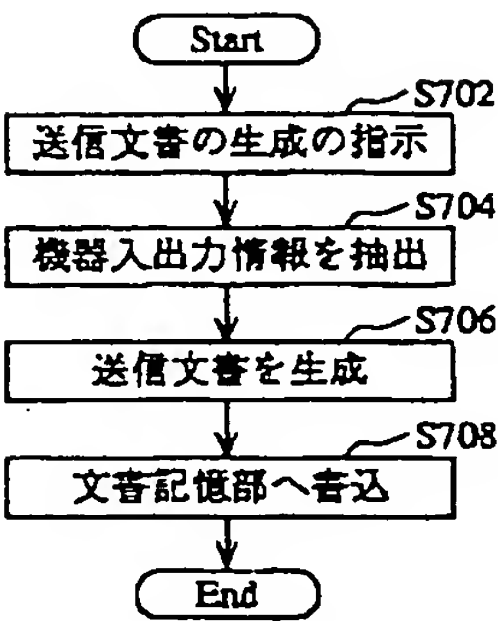 Start
S702
送信文書の生成の指示
S704
機器入出力情報を抽出
S706
送信文書を生成
S708
文書記憶部へ書込
End